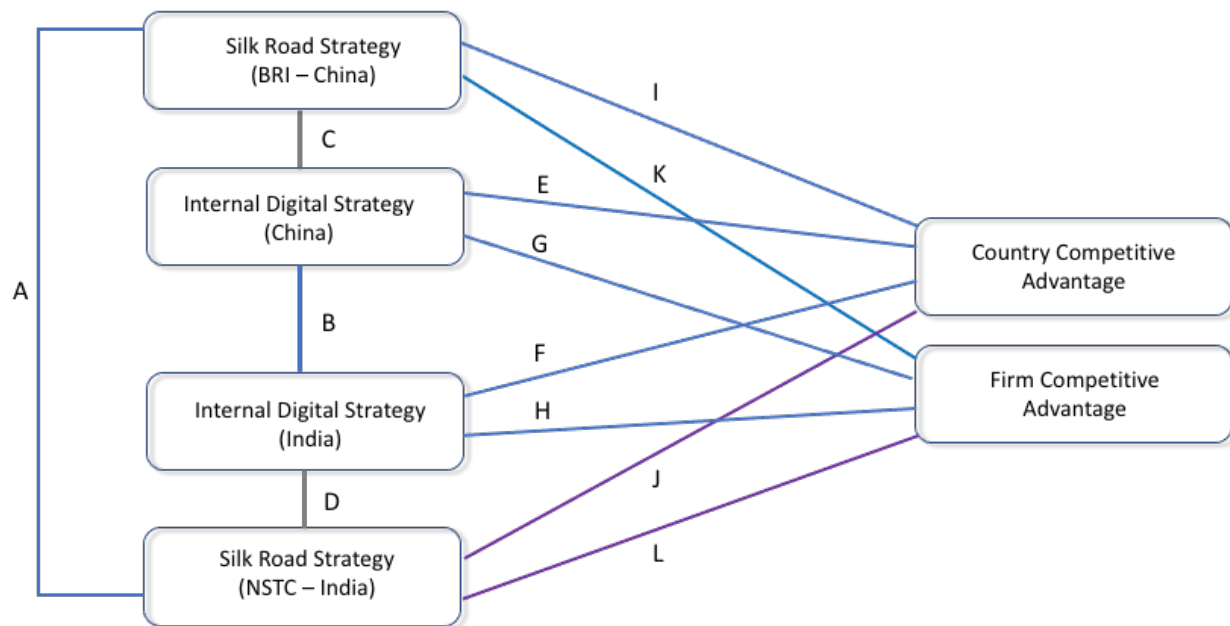 Silk Road Strategy
(BRI – China)
I
C
K
E
Internal Digital Strategy
(China)
G
Country Competitive
Advantage
A
B
F
Firm Competitive
Advantage
Internal Digital Strategy
(India)
H
J
D
L
Silk Road Strategy
(NSTC – India)